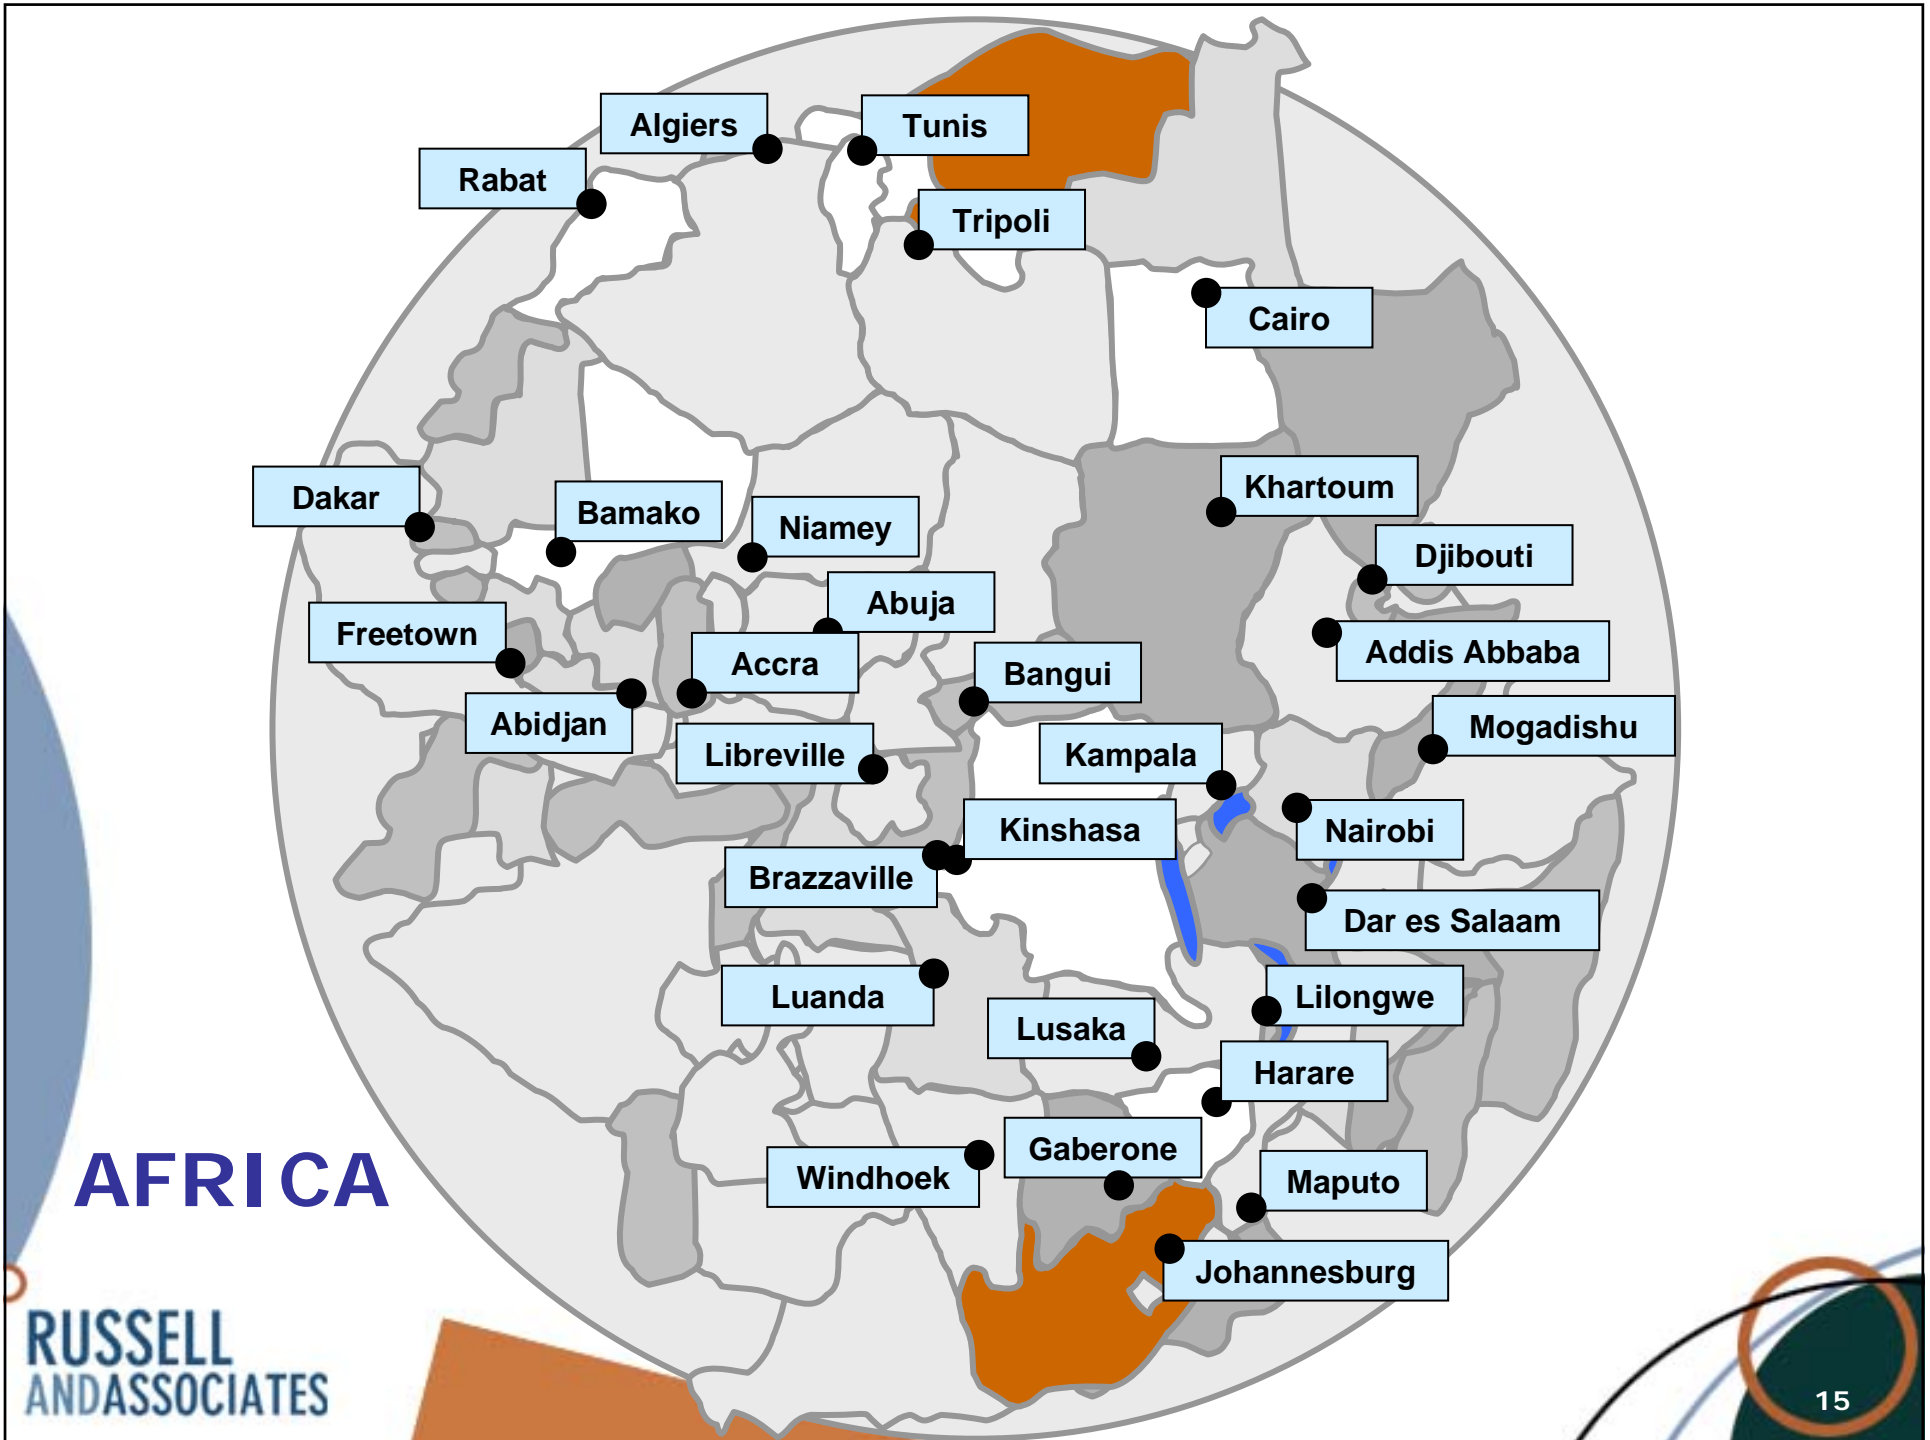 Algiers
Tunis
Rabat
Tripoli
Cairo
Dakar
Bamako
Niamey
Khartoum
Djibouti
Abuja
Freetown
Accra
Bangui
Addis Abbaba
Abidjan
Libreville
Kampala
Mogadishu
Kinshasa
Nairobi
Brazzaville
Dar es Salaam
Luanda
Lusaka
Lilongwe
Harare
Gaberone
Windhoek
Maputo
Johannesburg
AFRICA
RUSSELL
ANDASSOCIATES
15